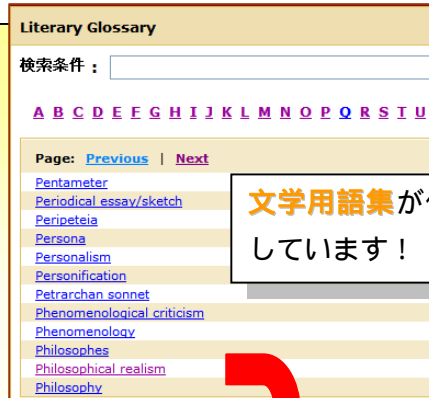 Literary Glossary
検索条件：
A B C D E F G H I J K L M N O P Q R S T U
Page: Previous | Next
Pentameter
Periodical essay/sketch
Peripeteia
Persona
Personalism
Personification
Petrarchan sonnet
Phenomenological criticism
Phenomenology
Philosophes
Philosophical realism
Philosophy
文学用語集が
しています！